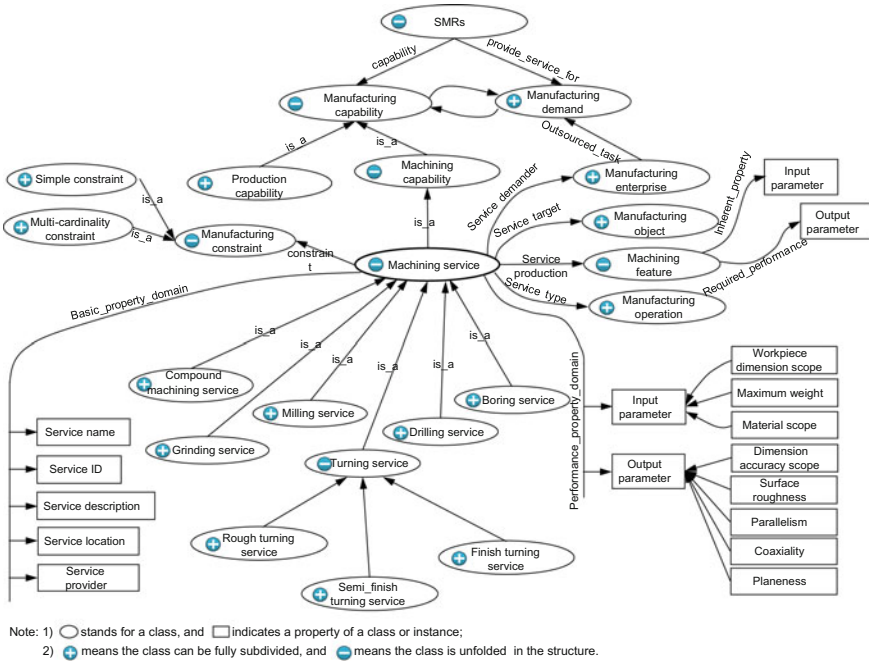 SMRs
capability
provide_service_for
Manufacturing
capability
Manufacturing
demand
is_a
is_a
Outsourced_task
Production
capability
Machining
capability
Service demander
Manufacturing
enterprise
Inherent_property
Input
parameter
Simple constraint
is_a
Multi-cardinality
constraint
is_a
Manufacturing
constraint
constrain
t
is_a
Service target
Manufacturing
object
Output
parameter
Machining service
Service
production
Machining
feature
Required_performance
Service_type
Manufacturing
operation
Basic_property_domain
is_a
is_a
is_a
is_a
is_a
is_a
Performance_property_domain
Compound
machining service
Milling service
Boring service
Grinding service
Drilling service
Turning service
Input
parameter
Workpiece
dimension scope
Maximum weight
Material scope
Output
parameter
Dimension
accuracy scope
Surface
roughness
Parallelism
Coaxiality
Planeness
Service name
Service ID
Service description
Service location
Service
provider
Rough turning
service
Semi_finish
turning service
Finish turning
service
Note: 1) stands for a class, and indicates a property of a class or instance;
2) means the class can be fully subdivided, and means the class is unfolded in the structure.